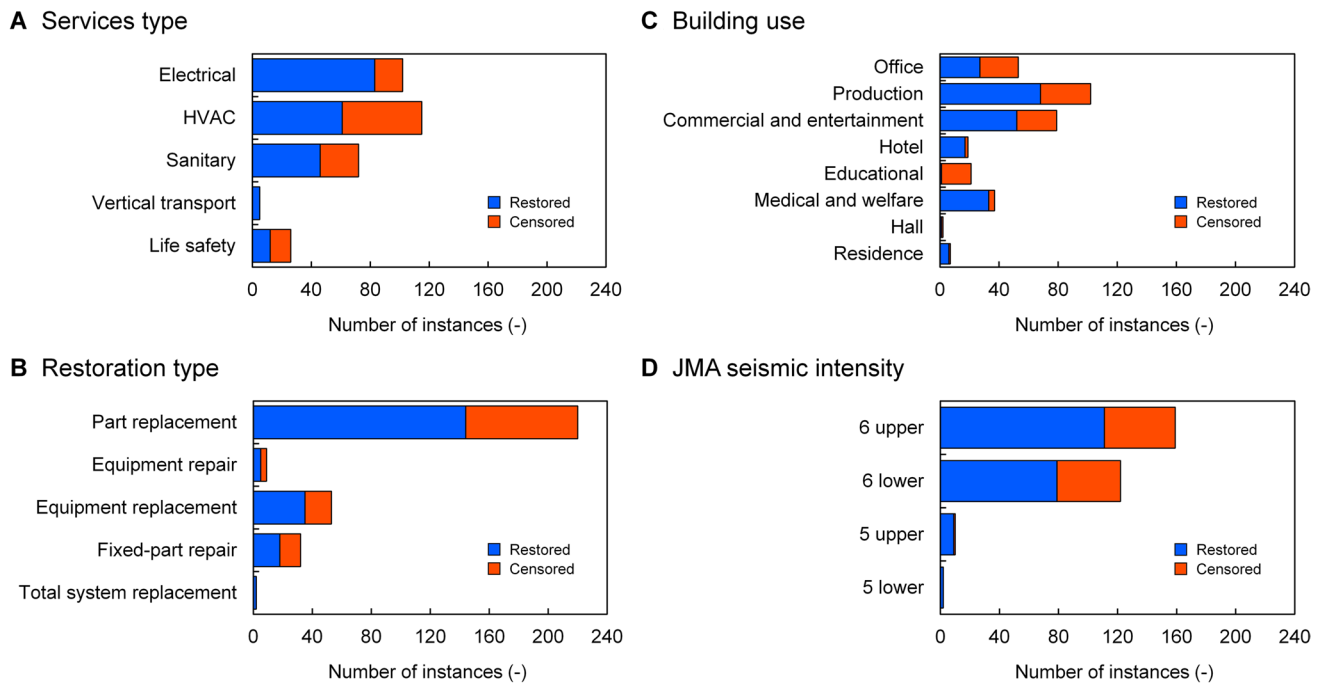 A Services type
Electrical
HVAC
Sanitary
Vertical transport
Life safety
Restored
Censored
0 40 80 120 160 200 240
Number of instances (-)
B Restoration type
Part replacement
Equipment repair
Equipment replacement
Fixed-part repair
Total system replacement
Restored
Censored
0 40 80 120 160 200 240
Number of instances (-)
C Building use
Office
Production
Commercial and entertainment
Hotel
Educational
Medical and welfare
Hall
Residence
Restored
Censored
0 40 80 120 160 200 240
Number of instances (-)
D JMA seismic intensity
6 upper
6 lower
5 upper
5 lower
Restored
Censored
0 40 80 120 160 200 240
Number of instances (-)